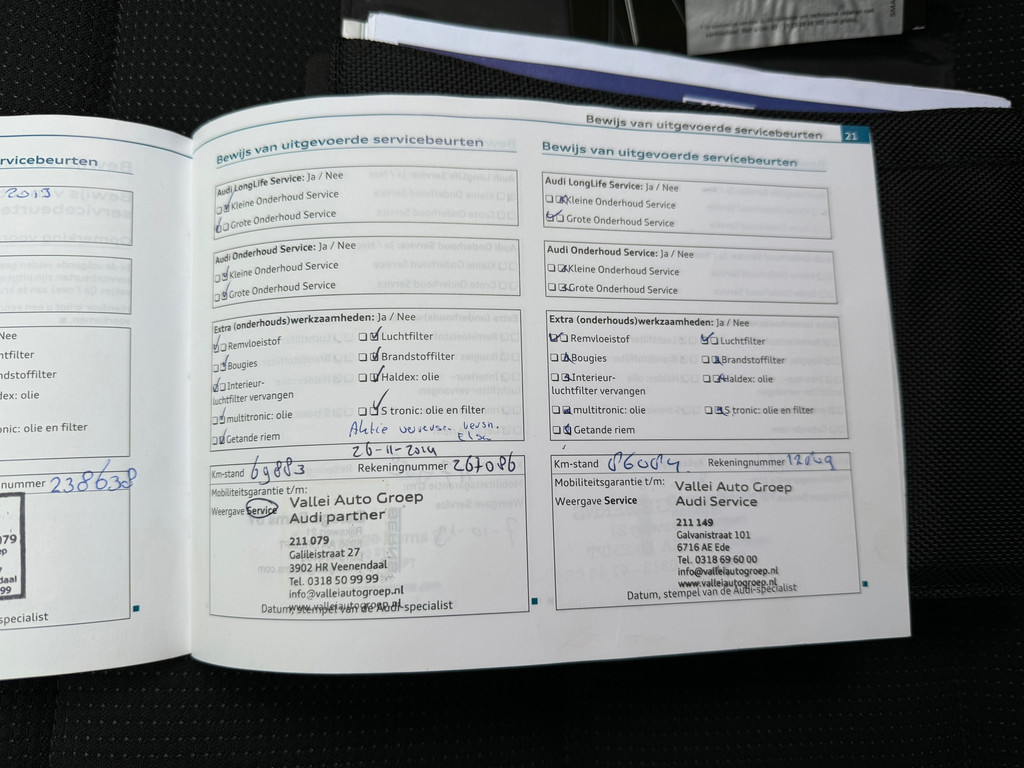 Bewijs van uitgevoerde servicebeurten 21
rvicebeurten
2019
Nee
htfilter
ndstoffilter
dex: olie
onic: olie en filter
nummer 238638
079
ep
daal
99
specialist
Bewijs van uitgevoerde servicebeurten
Audi LongLife Service: Ja / Nee
Kleine Onderhoud Service
Grote Onderhoud Service
Audi Onderhoud Service: Ja / Nee
Kleine Onderhoud Service
Grote Onderhoud Service
Extra (onderhouds)werkzaamheden: Ja / Nee
Remvloeistof
Luchtfilter
Bougies
Brandstoffilter
Interieur-
luchtfilter vervangen
Haldex: olie
multitronic: olie
S tronic: olie en filter
Getande riem
26-11-
Km-stand 69883 Rekeningnummer 267086
Mobiliteitsgarantie t/m:
Weergave Service
Vallei Auto Groep
Audi partner
211 079
Galileistraat 27
3902 HR Veenendaal
Tel. 0318 50 99 99
info@valleiautogroep.nl
www.valleiautogroep.nl
Datum, stempel van de Audi-specialist
Bewijs van uitgevoerde servicebeurten
Audi LongLife Service: Ja / Nee
Kleine Onderhoud Service
Grote Onderhoud Service
Audi Onderhoud Service: Ja / Nee
Kleine Onderhoud Service
Grote Onderhoud Service
Extra (onderhouds)werkzaamheden: Ja / Nee
Remvloeistof
Luchtfilter
Bougies
Brandstoffilter
Interieur-
luchtfilter vervangen
Haldex: olie
multitronic: olie
S tronic: olie en filter
Getande riem
Km-stand 86084 Rekeningnummer
Mobiliteitsgarantie t/m:
Weergave Service
Vallei Auto Groep
Audi Service
211 149
Galvanistraat 101
6716 AE Ede
Tel. 0318 69 60 00
info@valleiautogroep.nl
www.valleiautogroep.nl
Datum, stempel van de Audi-specialist